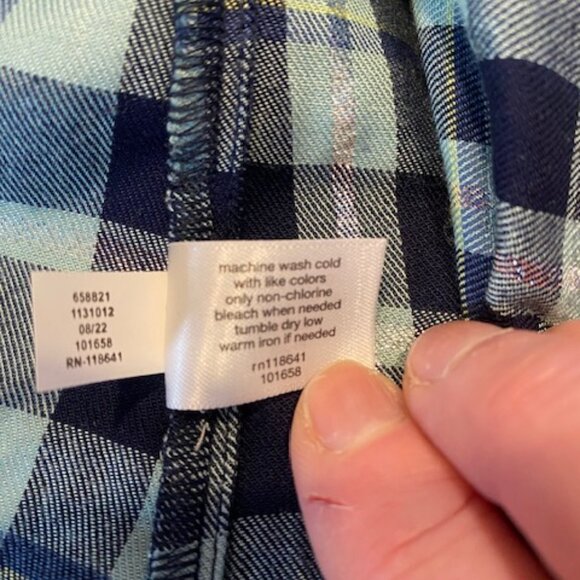 658821
1131012
08/22
101658
RN-118641
machine wash cold
with like colors
only non-chlorine
bleach when needed
tumble dry low
warm iron if needed
rn118641
101658